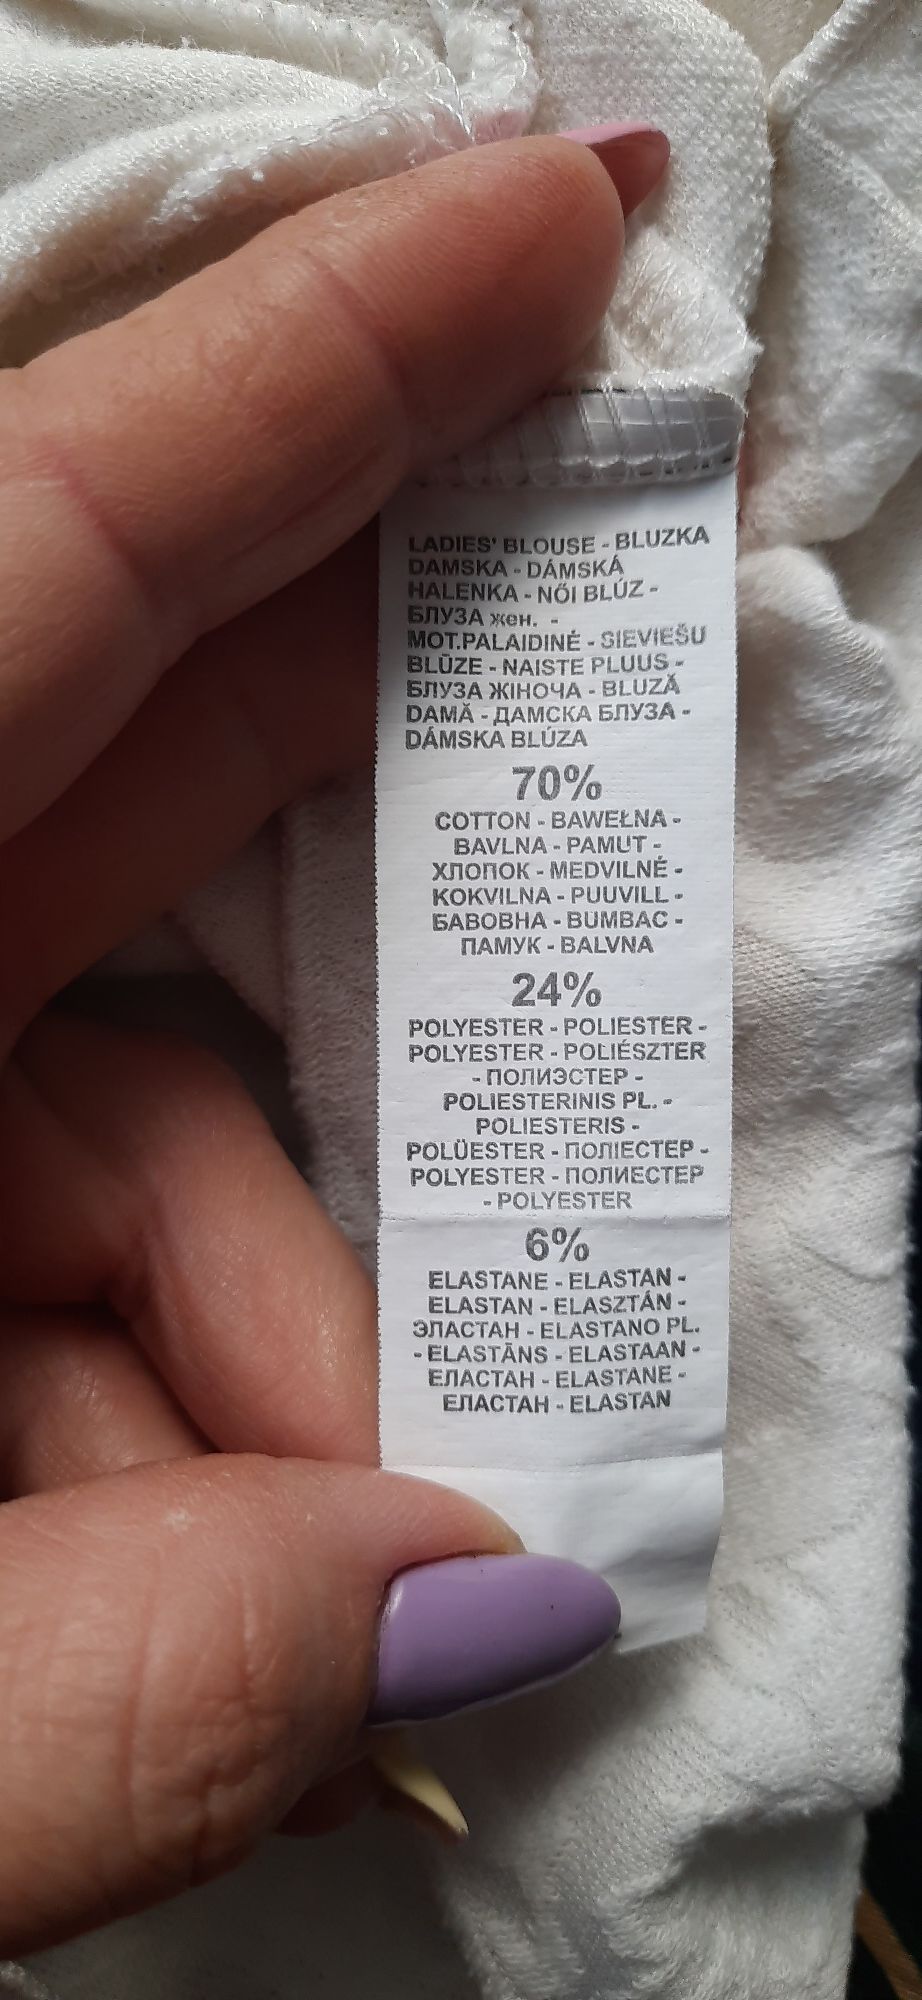 LADIES' BLOUSE - BLUZKA
DAMSKA - DÁMSKÁ
HALENKA - NŐI BLÚZ -
БЛУЗА жен. -
MOT.PALAIDINĖ - SIEVIEŠU
BLŪZE - NAISTE PLUUS -
БЛУЗА ЖІНОЧА - BLUZĂ
DAMĂ - ДАМСКА БЛУЗА -
DÁMSKA BLÚZA
70%
COTTON - BAWEŁNA -
BAVLNA - PAMUT -
ХЛОПОК - MEDVILNĖ -
KOKVILNA - PUUVILL -
БАВОВНА - BUMBAC -
ПАМУК - BALVNA
24%
POLYESTER - POLIESTER -
POLYESTER - POLIÉSZTER
- ПОЛИЭСТЕР -
POLIESTERINIS PL. -
POLIESTERIS -
POLÜESTER - ПОЛІЕСТЕР -
POLYESTER - ПОЛИЕСТЕР
- POLYESTER
6%
ELASTANE - ELASTAN -
ELASTAN - ELASZTÁN -
ЭЛАСТАН - ELASTANO PL.
- ELASTĀNS - ELASTAAN -
ЕЛАСТАН - ELASTANE -
ЕЛАСТАН - ELASTAN